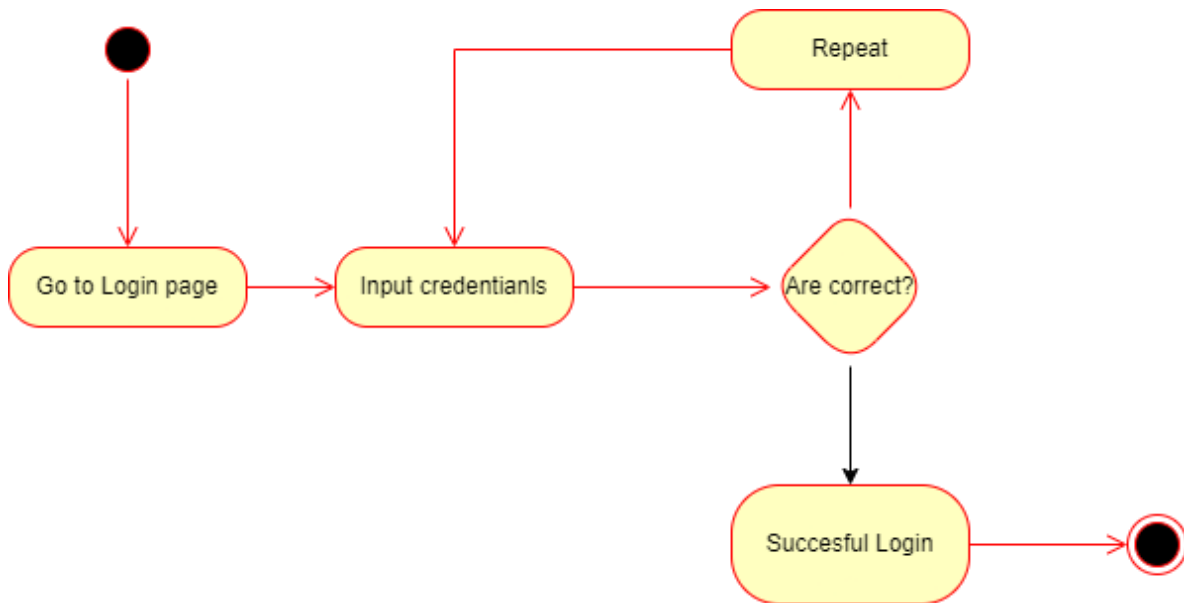 Repeat
Go to Login page
Input credentianls
Are correct?
Succesful Login